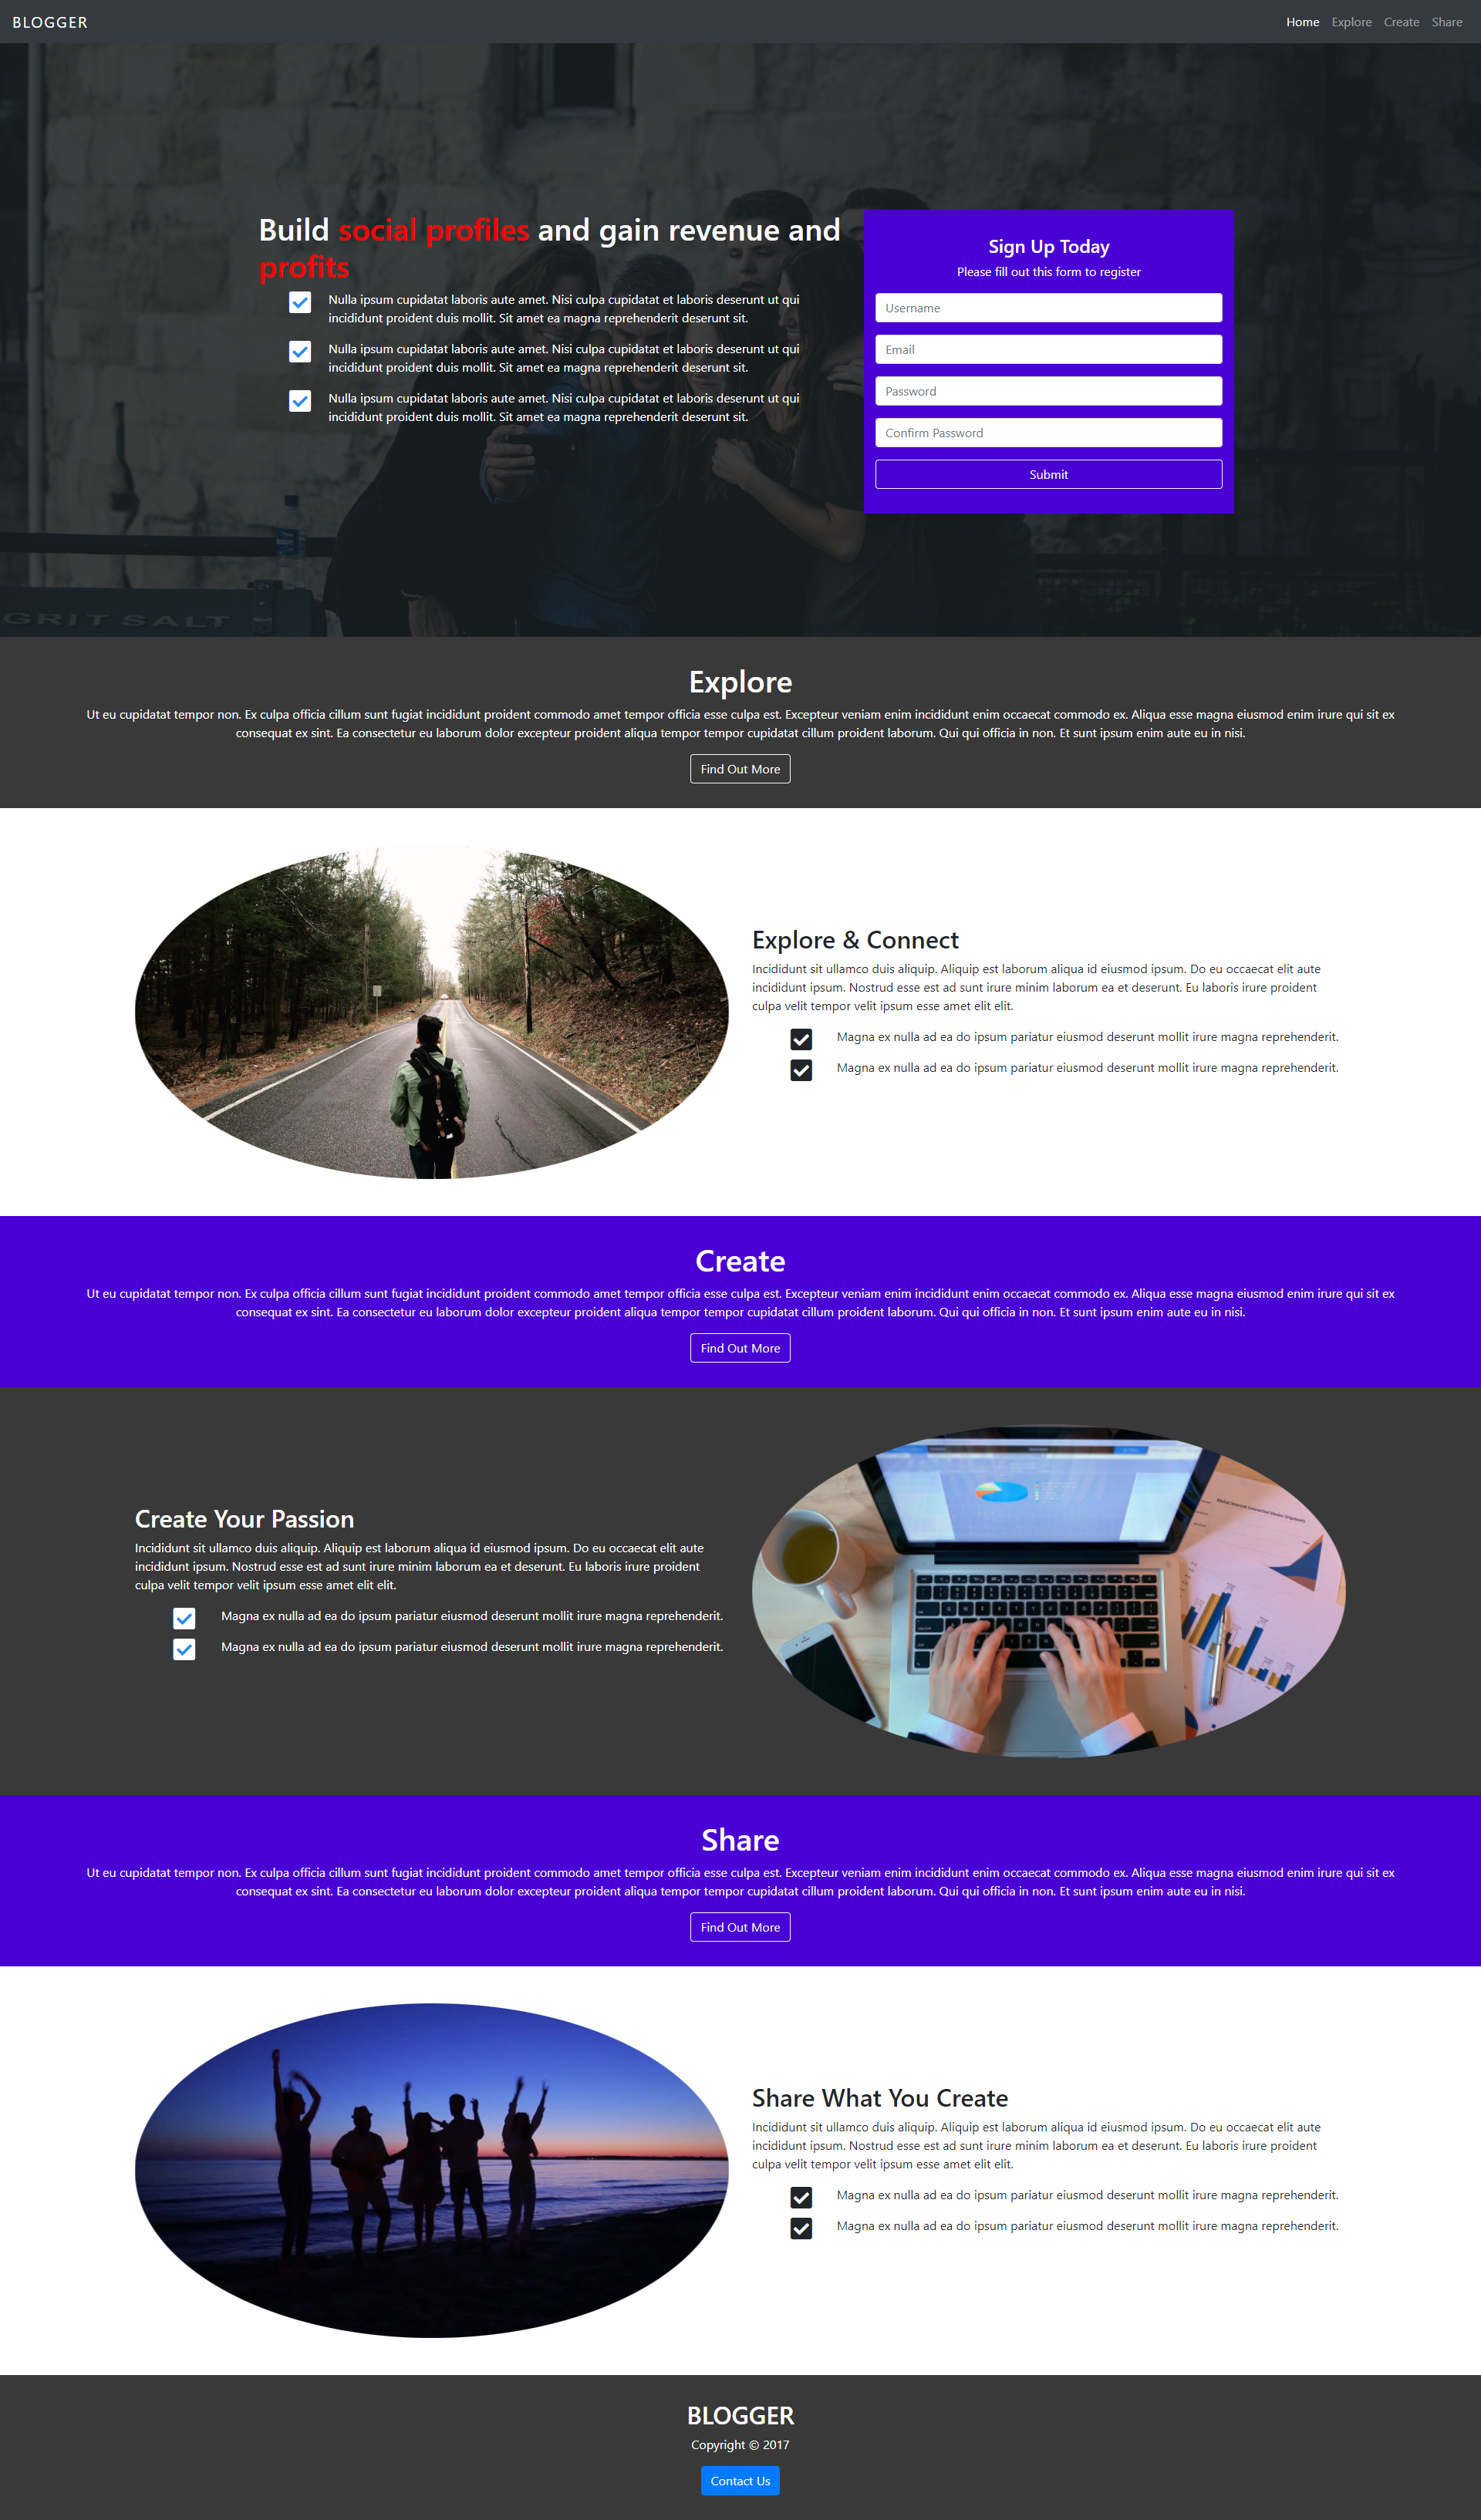 BLOGGER
Home Explore Create Share
Build social profiles and gain revenue and
profits
Nulla ipsum cupidatat laboris aute amet. Nisi culpa cupidatat et laboris deserunt ut qui
incididunt proident duis mollit. Sit amet ea magna reprehenderit deserunt sit.
Nulla ipsum cupidatat laboris aute amet. Nisi culpa cupidatat et laboris deserunt ut qui
incididunt proident duis mollit. Sit amet ea magna reprehenderit deserunt sit.
Nulla ipsum cupidatat laboris aute amet. Nisi culpa cupidatat et laboris deserunt ut qui
incididunt proident duis mollit. Sit amet ea magna reprehenderit deserunt sit.
Sign Up Today
Please fill out this form to register
Username
Email
Password
Confirm Password
Submit
GRIT SALT
Explore
Ut eu cupidatat tempor non. Ex culpa officia cillum sunt fugiat incididunt proident commodo amet tempor officia esse culpa est. Excepteur veniam enim incididunt enim occaecat commodo ex. Aliqua esse magna eiusmod enim irure qui sit ex
consequat ex sint. Ea consectetur eu laborum dolor excepteur proident aliqua tempor tempor cupidatat cillum proident laborum. Qui qui officia in non. Et sunt ipsum enim aute eu in nisi.
Find Out More
Explore & Connect
Incididunt sit ullamco duis aliquip. Aliquip est laborum aliqua id eiusmod ipsum. Do eu occaecat elit aute
incididunt ipsum. Nostrud esse est ad sunt irure minim laborum ea et deserunt. Eu laboris irure proident
culpa velit tempor velit ipsum esse amet elit elit.
Magna ex nulla ad ea do ipsum pariatur eiusmod deserunt mollit irure magna reprehenderit.
Magna ex nulla ad ea do ipsum pariatur eiusmod deserunt mollit irure magna reprehenderit.
Create
Ut eu cupidatat tempor non. Ex culpa officia cillum sunt fugiat incididunt proident commodo amet tempor officia esse culpa est. Excepteur veniam enim incididunt enim occaecat commodo ex. Aliqua esse magna eiusmod enim irure qui sit ex
consequat ex sint. Ea consectetur eu laborum dolor excepteur proident aliqua tempor tempor cupidatat cillum proident laborum. Qui qui officia in non. Et sunt ipsum enim aute eu in nisi.
Find Out More
Create Your Passion
Incididunt sit ullamco duis aliquip. Aliquip est laborum aliqua id eiusmod ipsum. Do eu occaecat elit aute
incididunt ipsum. Nostrud esse est ad sunt irure minim laborum ea et deserunt. Eu laboris irure proident
culpa velit tempor velit ipsum esse amet elit elit.
Magna ex nulla ad ea do ipsum pariatur eiusmod deserunt mollit irure magna reprehenderit.
Magna ex nulla ad ea do ipsum pariatur eiusmod deserunt mollit irure magna reprehenderit.
Share
Ut eu cupidatat tempor non. Ex culpa officia cillum sunt fugiat incididunt proident commodo amet tempor officia esse culpa est. Excepteur veniam enim incididunt enim occaecat commodo ex. Aliqua esse magna eiusmod enim irure qui sit ex
consequat ex sint. Ea consectetur eu laborum dolor excepteur proident aliqua tempor tempor cupidatat cillum proident laborum. Qui qui officia in non. Et sunt ipsum enim aute eu in nisi.
Find Out More
Share What You Create
Incididunt sit ullamco duis aliquip. Aliquip est laborum aliqua id eiusmod ipsum. Do eu occaecat elit aute
incididunt ipsum. Nostrud esse est ad sunt irure minim laborum ea et deserunt. Eu laboris irure proident
culpa velit tempor velit ipsum esse amet elit elit.
Magna ex nulla ad ea do ipsum pariatur eiusmod deserunt mollit irure magna reprehenderit.
Magna ex nulla ad ea do ipsum pariatur eiusmod deserunt mollit irure magna reprehenderit.
BLOGGER
Copyright © 2017
Contact Us